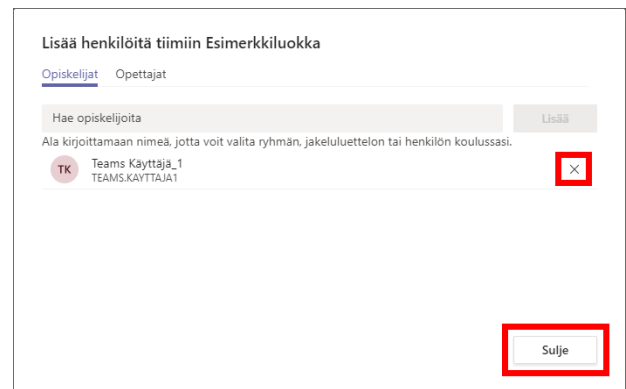 Lisää henkilöitä tiimiin Esimerkkiluokka
Opiskelijat Opettajat
Hae opiskelijoita Lisää
Ala kirjoittamaan nimeä, jotta voit valita ryhmän, jakeluluettelon tai henkilön koulussasi.
TK Teams Käyttäjä_1
TEAMS.KAYTTAJA1
Sulje